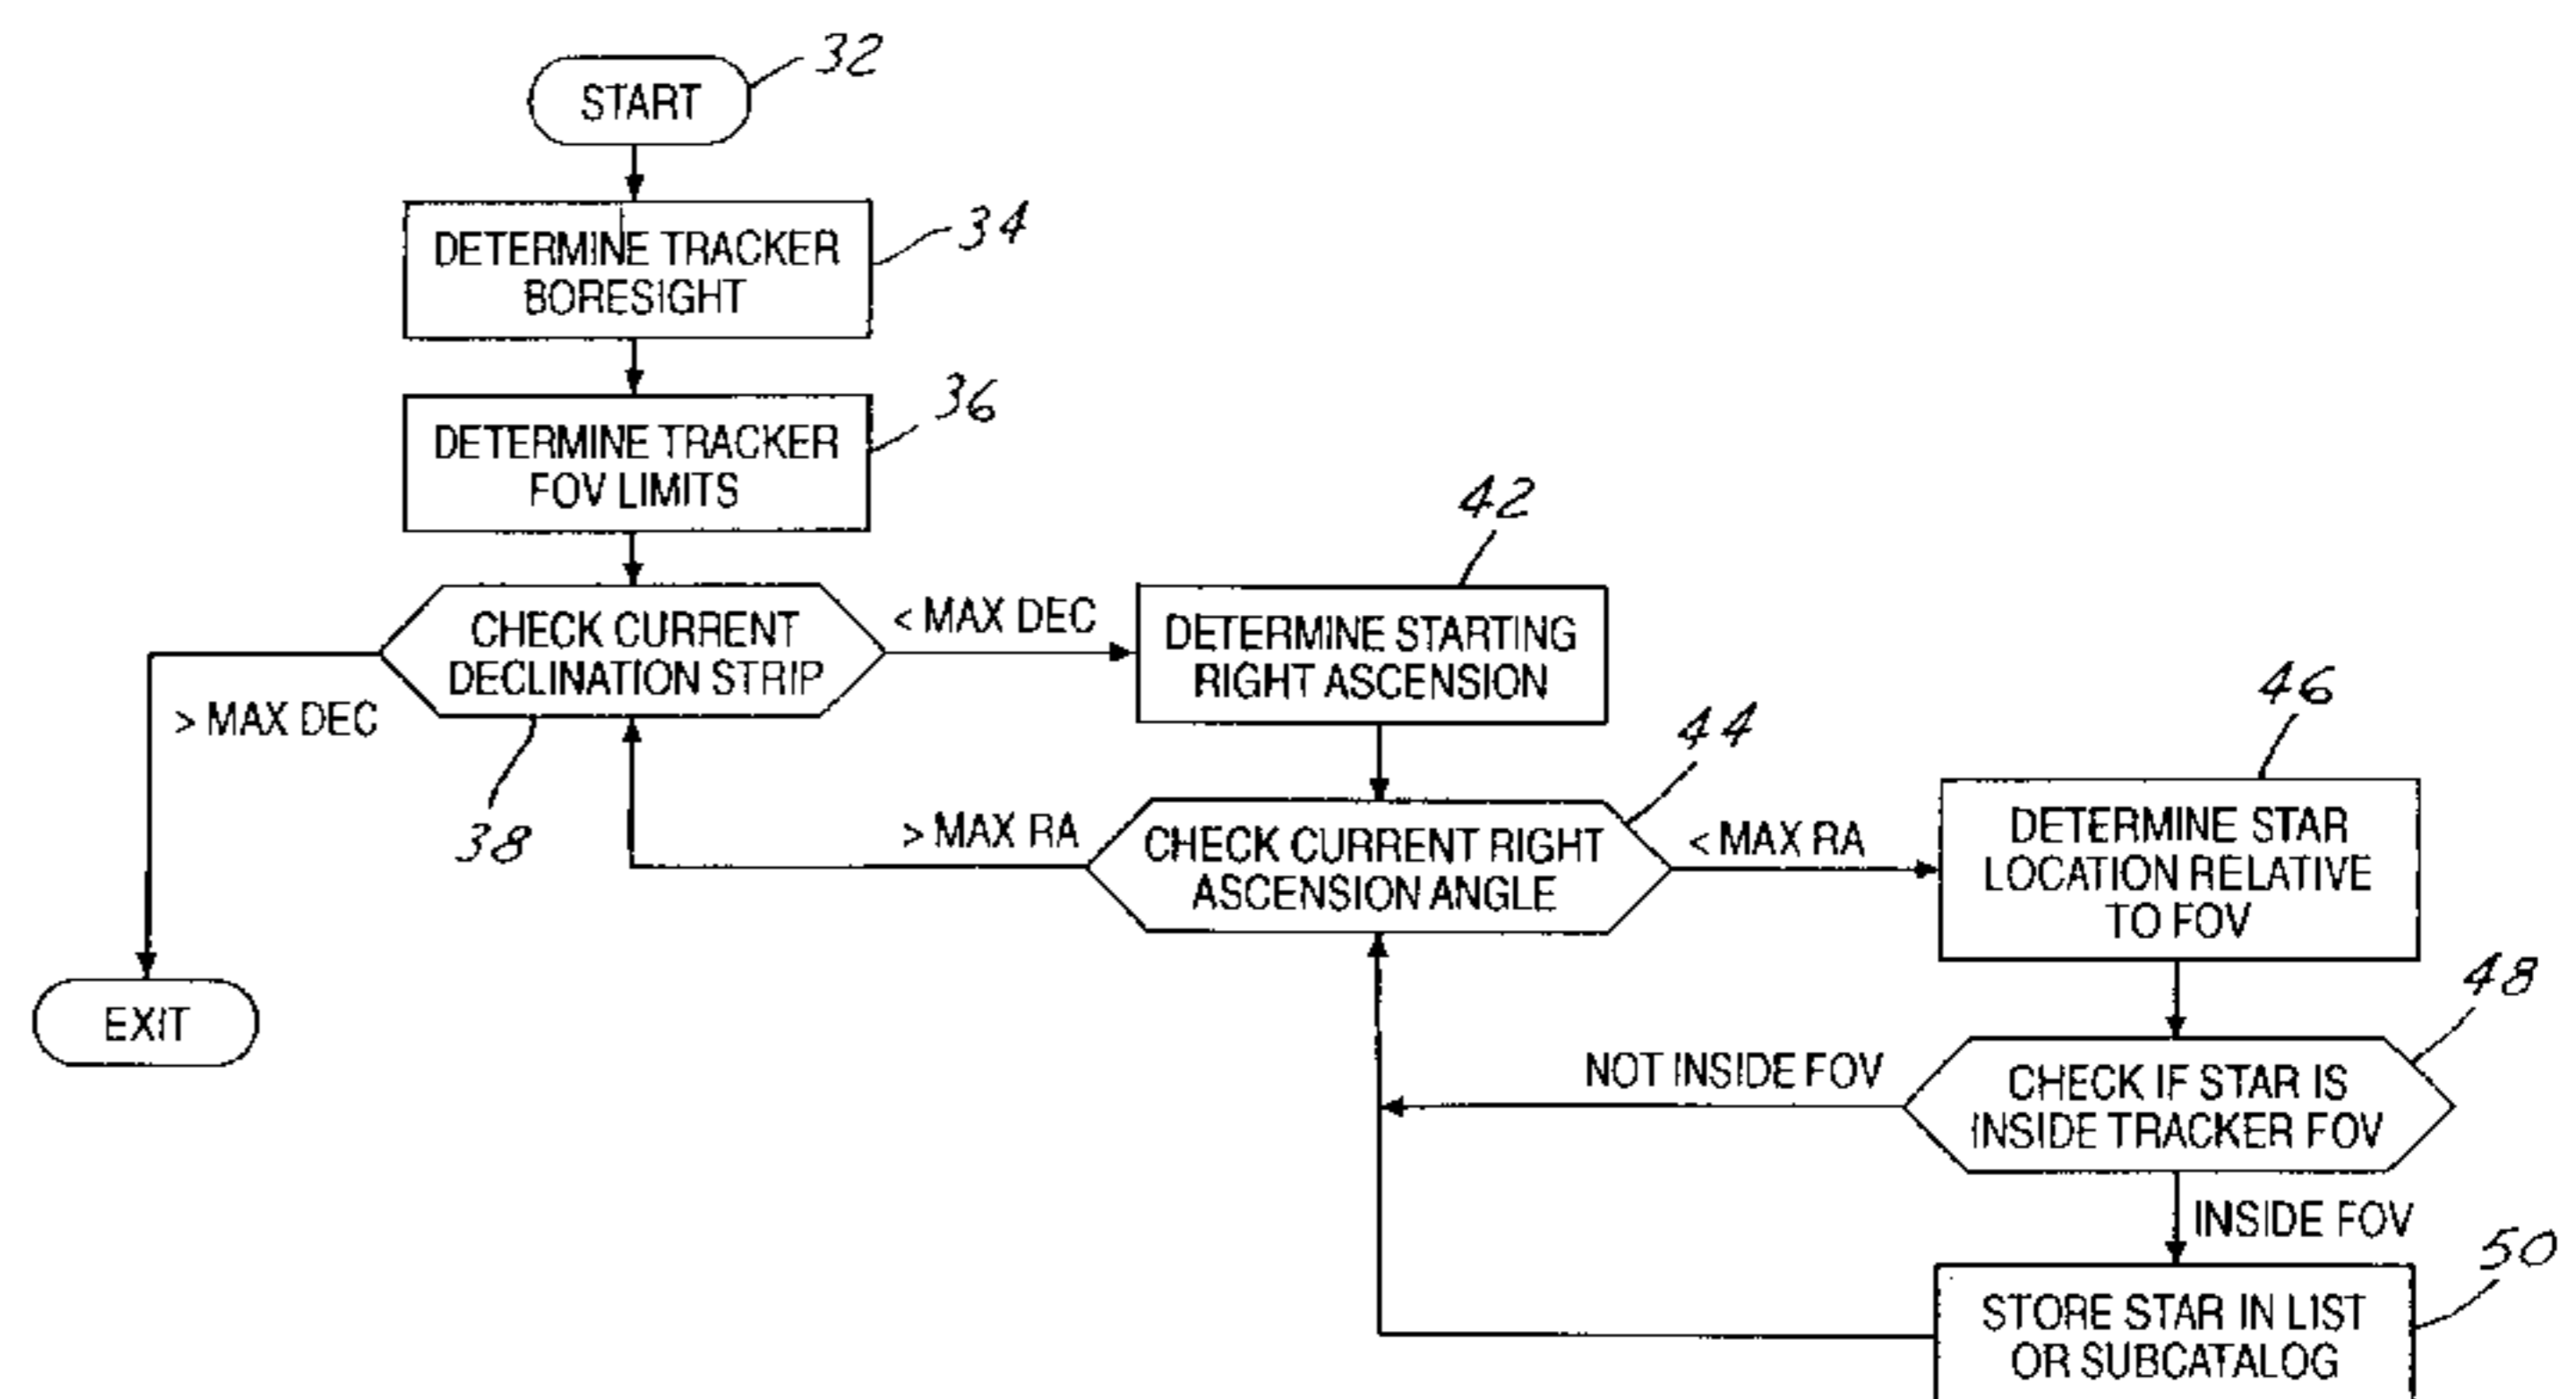 START
32
DETERMINE TRACKER
BORESIGHT
34
DETERMINE TRACKER
FOV LIMITS
36
CHECK CURRENT
DECLINATION STRIP
38
< MAX DEC
> MAX DEC
EXIT
DETERMINE STARTING
RIGHT ASCENSION
42
CHECK CURRENT RIGHT
ASCENSION ANGLE
44
> MAX RA
< MAX RA
DETERMINE STAR
LOCATION RELATIVE
TO FOV
46
CHECK IF STAR IS
INSIDE TRACKER FOV
48
NOT INSIDE FOV
INSIDE FOV
STORE STAR IN LIST
OR SUBCATALOG
50